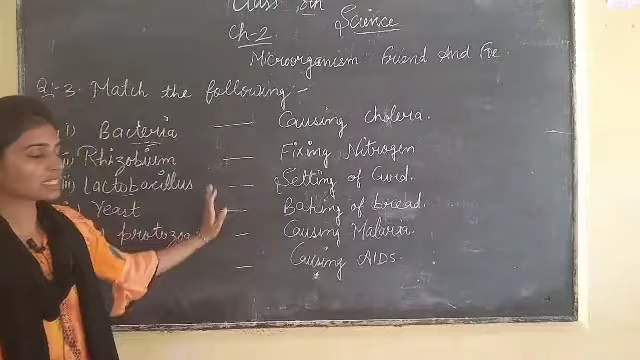 Class 8th
Ch-2 Science
Microorganism: Friend And Foe.
Q:-3. Match the following:-
i) Bacteria — Causing Cholera.
ii) Rhizobium — Fixing Nitrogen
iii) Lactobacillus — Setting of Curd.
Yeast — Baking of bread.
protozoa — Causing Malaria.
— Causing AIDs.